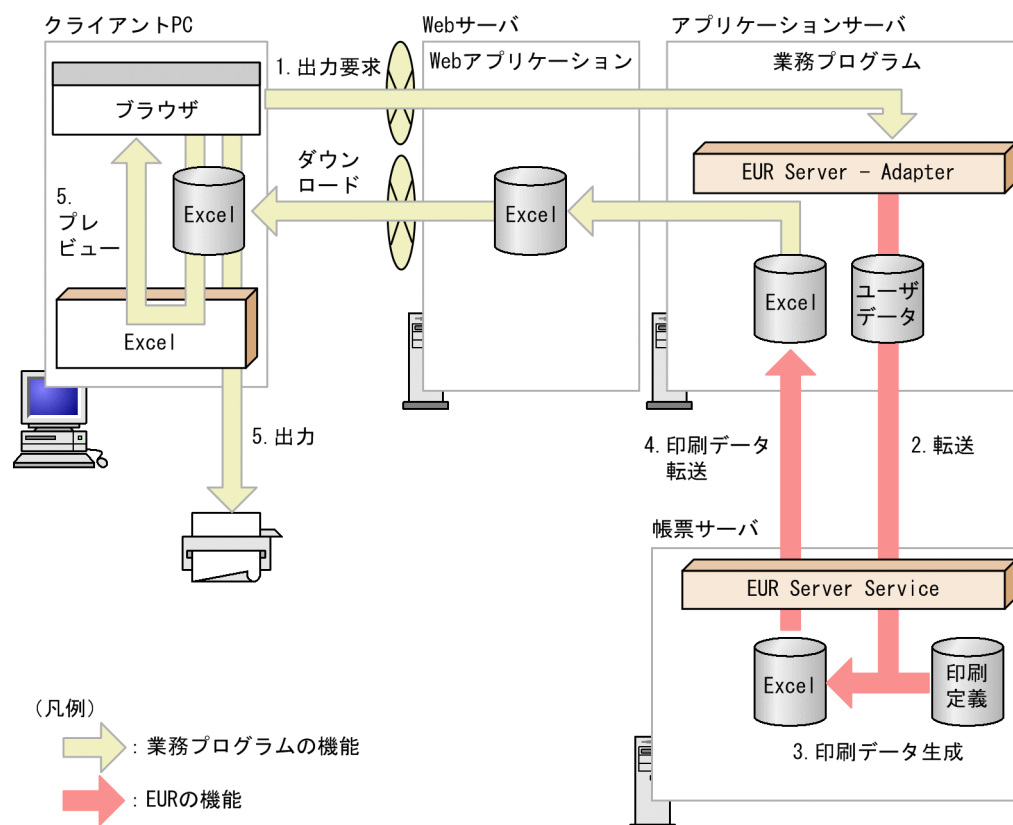 クライアントPC
Webサーバ
アプリケーションサーバ
ブラウザ
1. 出力要求
Webアプリケーション
業務プログラム
EUR Server − Adapter
ダウン
ロード
5.
プレ
ビュー
Excel
Excel
Excel
ユーザ
データ
Excel
5. 出力
4. 印刷データ
転送
2. 転送
帳票サーバ
EUR Server Service
Excel
印刷
定義
3. 印刷データ生成
（凡例）
：業務プログラムの機能
：EURの機能